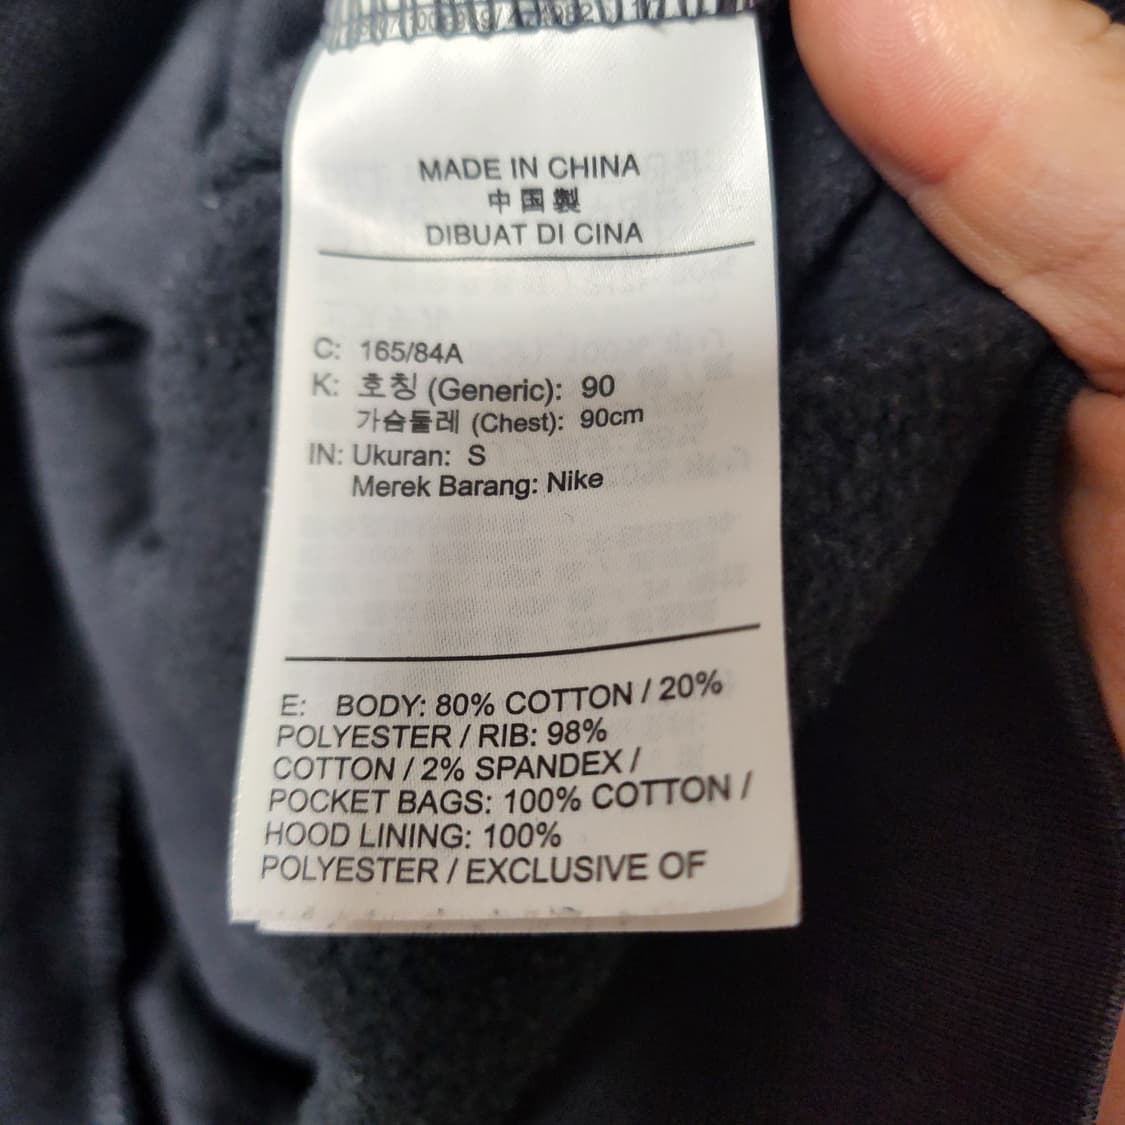 MADE IN CHINA
中国製
DIBUAT DI CINA
C: 165/84A
K: 호칭 (Generic): 90
가슴둘레 (Chest): 90cm
IN: Ukuran: S
Merek Barang: Nike
E: BODY: 80% COTTON / 20%
POLYESTER / RIB: 98%
COTTON / 2% SPANDEX /
POCKET BAGS: 100% COTTON /
HOOD LINING: 100%
POLYESTER / EXCLUSIVE OF